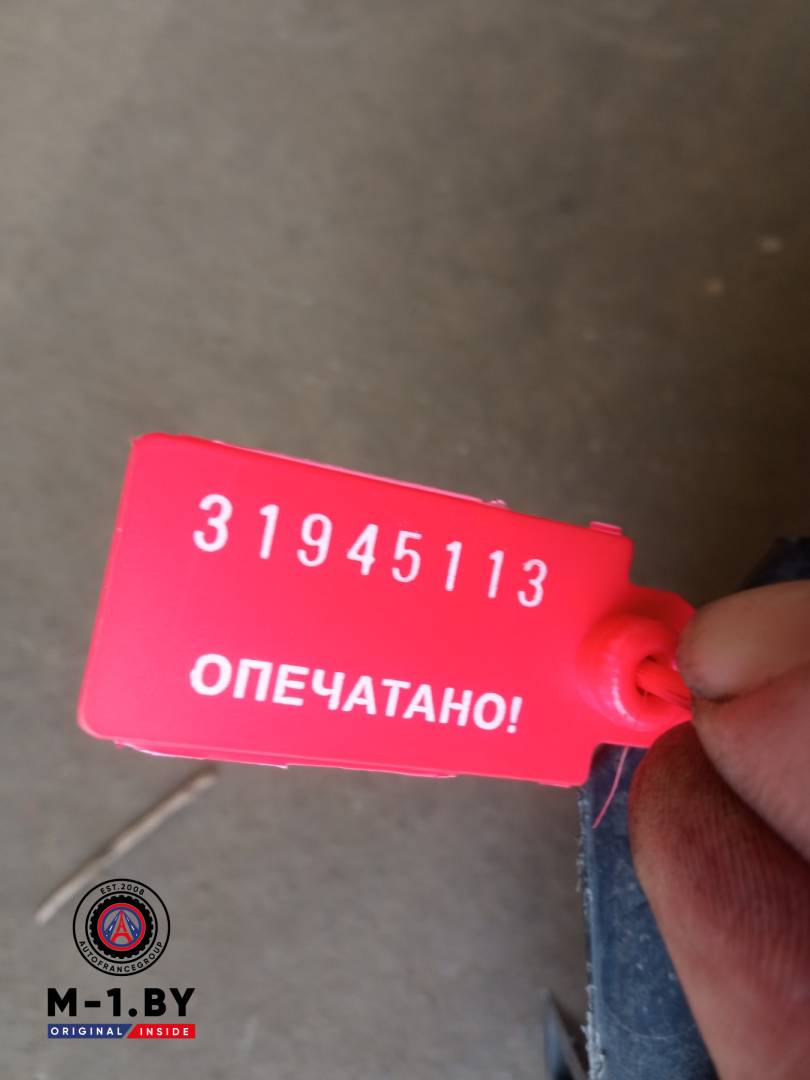 31945113
ОПЕЧАТАНО!
EST.2008
AUTOFRANCEGROUP
M-1.BY
ORIGINAL INSIDE